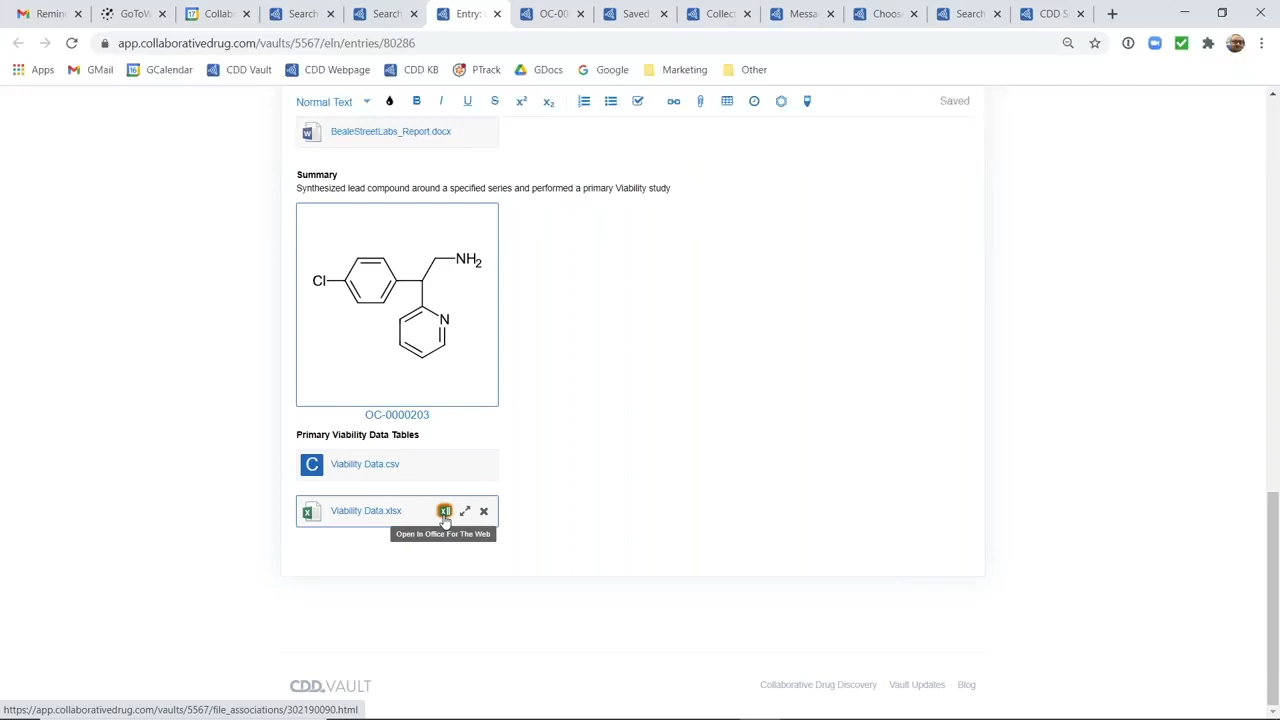 Remin
GoToW
Collab
Search
Search
Entry:
OC-00
Saved
Collect
Messa
Choos
Search
CDD S
app.collaborativedrug.com/vaults/5567/eln/entries/80286
Apps
GMail
GCalendar
CDD Vault
CDD Webpage
CDD KB
PTrack
GDocs
Google
Marketing
Other
Normal Text
B
I
U
S
x²
x₂
Saved
BealeStreetLabs_Report.docx
Summary
Synthesized lead compound around a specified series and performed a primary Viability study
NH₂
Cl
N
OC-0000203
Primary Viability Data Tables
C
Viability Data.csv
Viability Data.xlsx
Open In Office For The Web
CDD VAULT
Collaborative Drug Discovery
Vault Updates
Blog
https://app.collaborativedrug.com/vaults/5567/file_associations/302190090.html